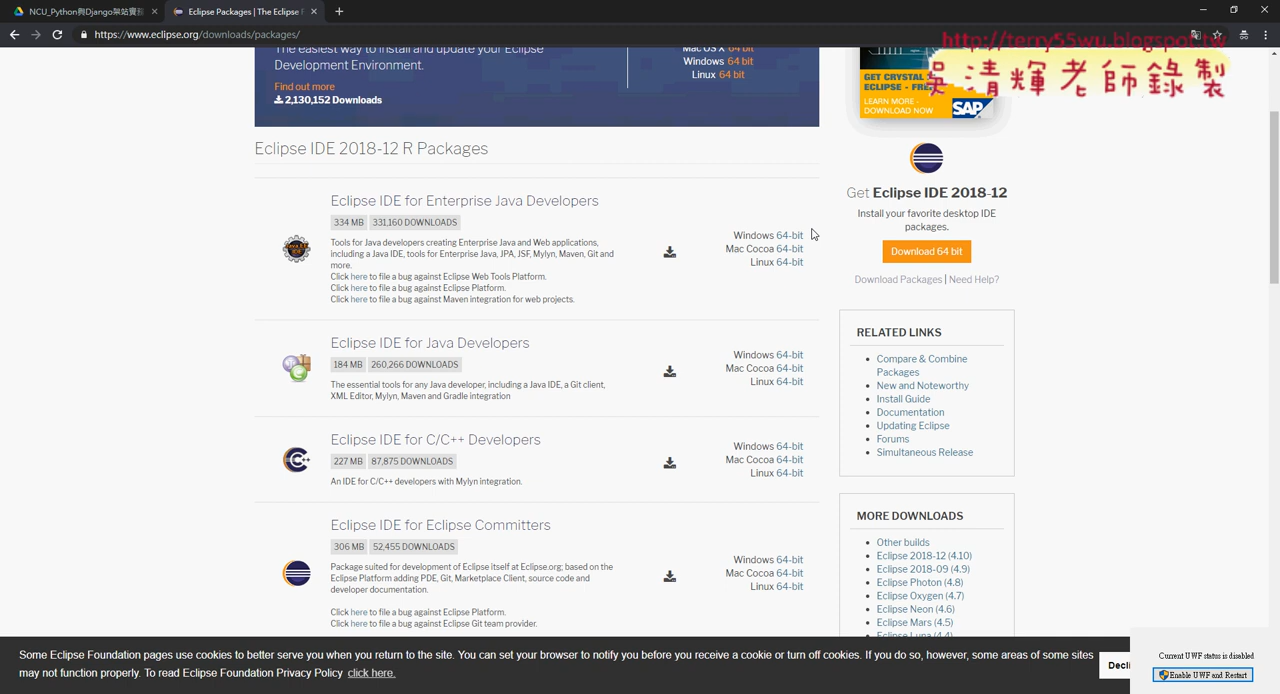 NCU_Python與Django架站實務
Eclipse Packages | The Eclipse F
https://www.eclipse.org/downloads/packages/
http://terry55wu.blogspot.tw
吳清輝老師錄製
The easiest way to install and update your Eclipse
Development Environment.
Find out more
2,130,152 Downloads
Mac OS X 64 bit
Windows 64 bit
Linux 64 bit
GET CRYSTAL
ECLIPSE - FREE
LEARN MORE -
DOWNLOAD NOW
SAP
Eclipse IDE 2018-12 R Packages
Eclipse IDE for Enterprise Java Developers
334 MB 331,160 DOWNLOADS
Tools for Java developers creating Enterprise Java and Web applications,
including a Java IDE, tools for Enterprise Java, JPA, JSF, Mylyn, Maven, Git and
more.
Click here to file a bug against Eclipse Web Tools Platform.
Click here to file a bug against Eclipse Platform.
Click here to file a bug against Maven integration for web projects.
Windows 64-bit
Mac Cocoa 64-bit
Linux 64-bit
Eclipse IDE for Java Developers
184 MB 260,266 DOWNLOADS
The essential tools for any Java developer, including a Java IDE, a Git client,
XML Editor, Mylyn, Maven and Gradle integration
Windows 64-bit
Mac Cocoa 64-bit
Linux 64-bit
Eclipse IDE for C/C++ Developers
227 MB 87,875 DOWNLOADS
An IDE for C/C++ developers with Mylyn integration.
Windows 64-bit
Mac Cocoa 64-bit
Linux 64-bit
Eclipse IDE for Eclipse Committers
306 MB 52,455 DOWNLOADS
Package suited for development of Eclipse itself at Eclipse.org; based on the
Eclipse Platform adding PDE, Git, Marketplace Client, source code and
developer documentation.
Click here to file a bug against Eclipse Platform.
Click here to file a bug against Eclipse Git team provider.
Windows 64-bit
Mac Cocoa 64-bit
Linux 64-bit
Get Eclipse IDE 2018-12
Install your favorite desktop IDE
packages.
Download 64 bit
Download Packages | Need Help?
RELATED LINKS
Compare & Combine
Packages
New and Noteworthy
Install Guide
Documentation
Updating Eclipse
Forums
Simultaneous Release
MORE DOWNLOADS
Other builds
Eclipse 2018-12 (4.10)
Eclipse 2018-09 (4.9)
Eclipse Photon (4.8)
Eclipse Oxygen (4.7)
Eclipse Neon (4.6)
Eclipse Mars (4.5)
Eclipse Luna (4.4)
Some Eclipse Foundation pages use cookies to better serve you when you return to the site. You can set your browser to notify you before you receive a cookie or turn off cookies. If you do so, however, some areas of some sites
may not function properly. To read Eclipse Foundation Privacy Policy click here.
Decli
Current UWF status is disabled
Enable UWF and Restart